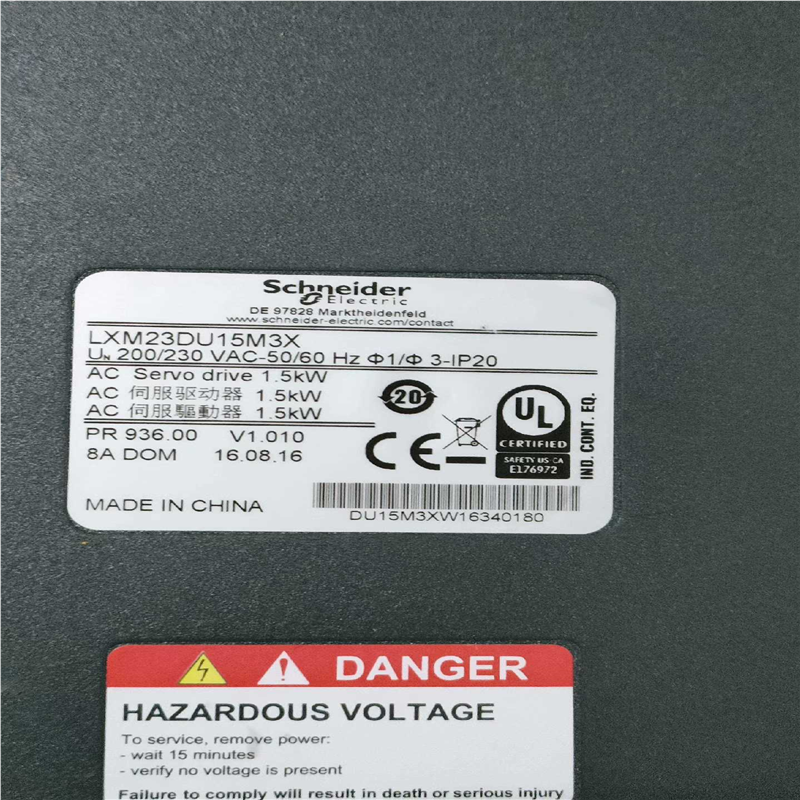 Schneider
Electric
DE 97828 Marktheidenfeld
www.schneider-electric.com/contact
LXM23DU15M3X
UN 200/230 VAC-50/60 Hz Φ1/Φ 3-IP20
AC Servo drive 1.5kW
AC 伺服驱动器 1.5kW
AC 伺服驅動器 1.5kW
20
UL
CERTIFIED
SAFETY US-CA
E176972
IND. CONT. EQ.
PR 936.00 V1.010
8A DOM 16.08.16
CE
MADE IN CHINA
DU15M3XW16340180
DANGER
HAZARDOUS VOLTAGE
To service, remove power:
- wait 15 minutes
- verify no voltage is present
Failure to comply will result in death or serious injury